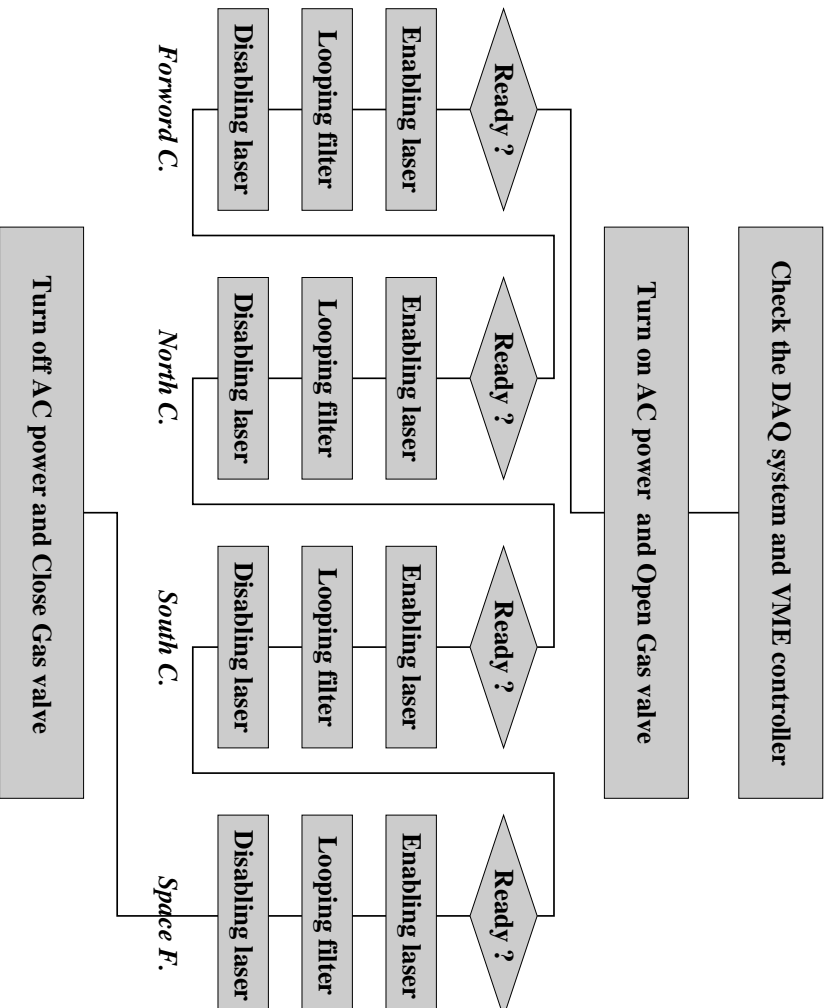 Check the DAQ system and VME controller
Turn on AC power and Open Gas valve
Ready ?
Enabling laser
Looping filter
Disabling laser
Forword C.
Ready ?
Enabling laser
Looping filter
Disabling laser
North C.
Ready ?
Enabling laser
Looping filter
Disabling laser
South C.
Ready ?
Enabling laser
Looping filter
Disabling laser
Space F.
Turn off AC power and Close Gas valve